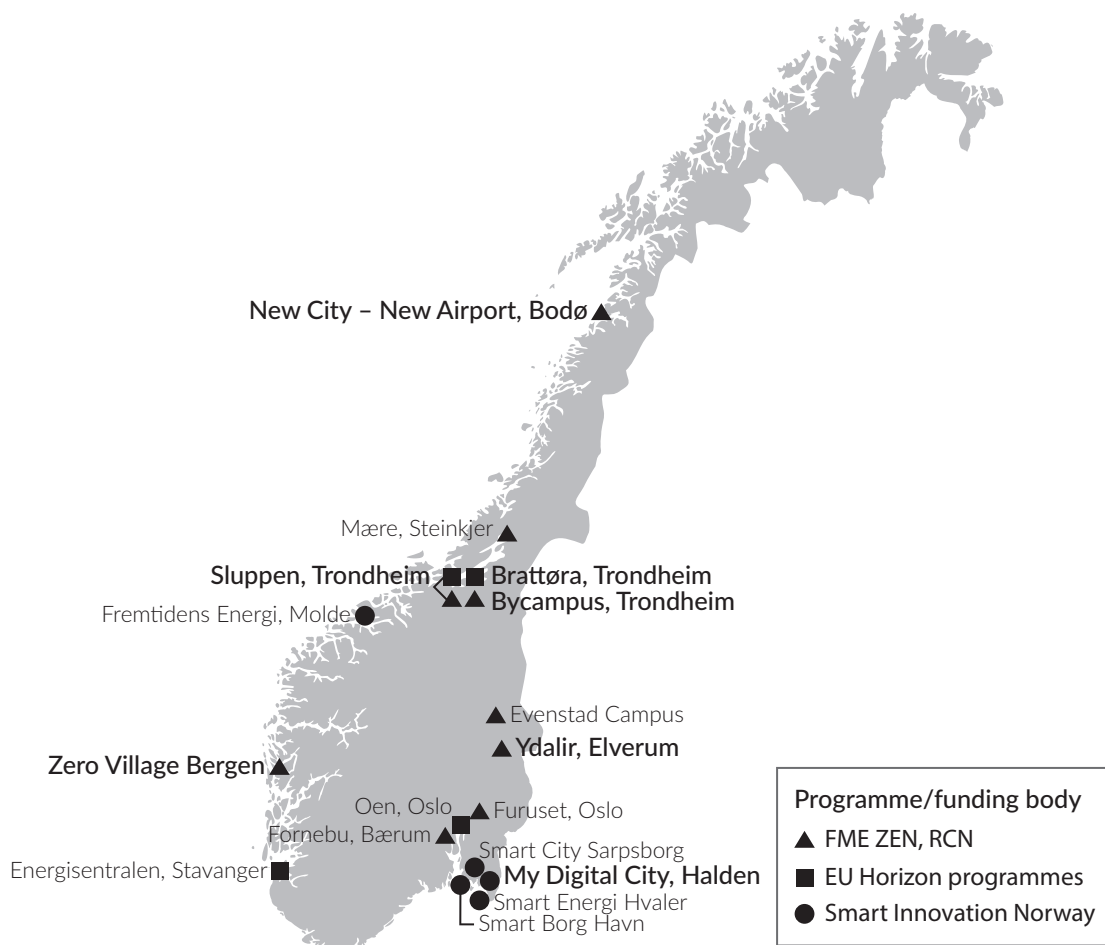 New City – New Airport, Bodø
Mære, Steinkjer
Sluppen, Trondheim
Brattøra, Trondheim
Bycampus, Trondheim
Fremtidens Energi, Molde
Evenstad Campus
Ydalir, Elverum
Zero Village Bergen
Oen, Oslo
Furuset, Oslo
Fornebu, Bærum
Smart City Sarpsborg
Energisentralen, Stavanger
My Digital City, Halden
Smart Energi Hvaler
Smart Borg Havn
Programme/funding body
FME ZEN, RCN
EU Horizon programmes
Smart Innovation Norway